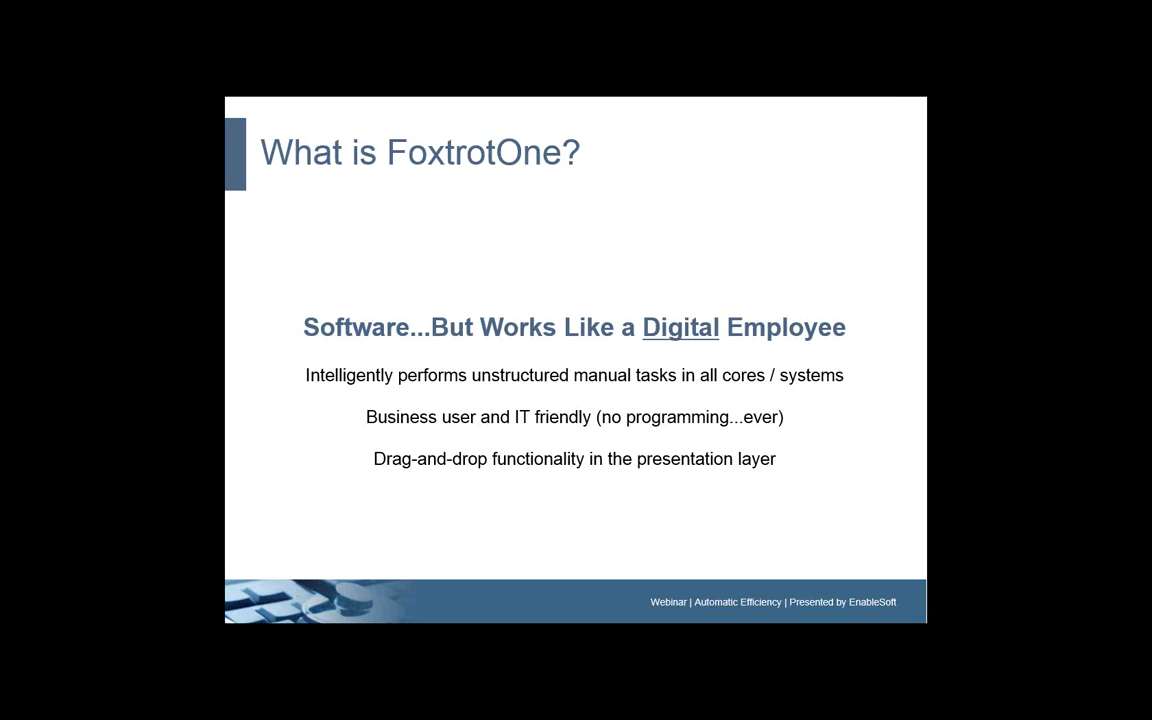 What is FoxtrotOne?
Software...But Works Like a Digital Employee
Intelligently performs unstructured manual tasks in all cores / systems
Business user and IT friendly (no programming...ever)
Drag-and-drop functionality in the presentation layer
Webinar | Automatic Efficiency | Presented by EnableSoft